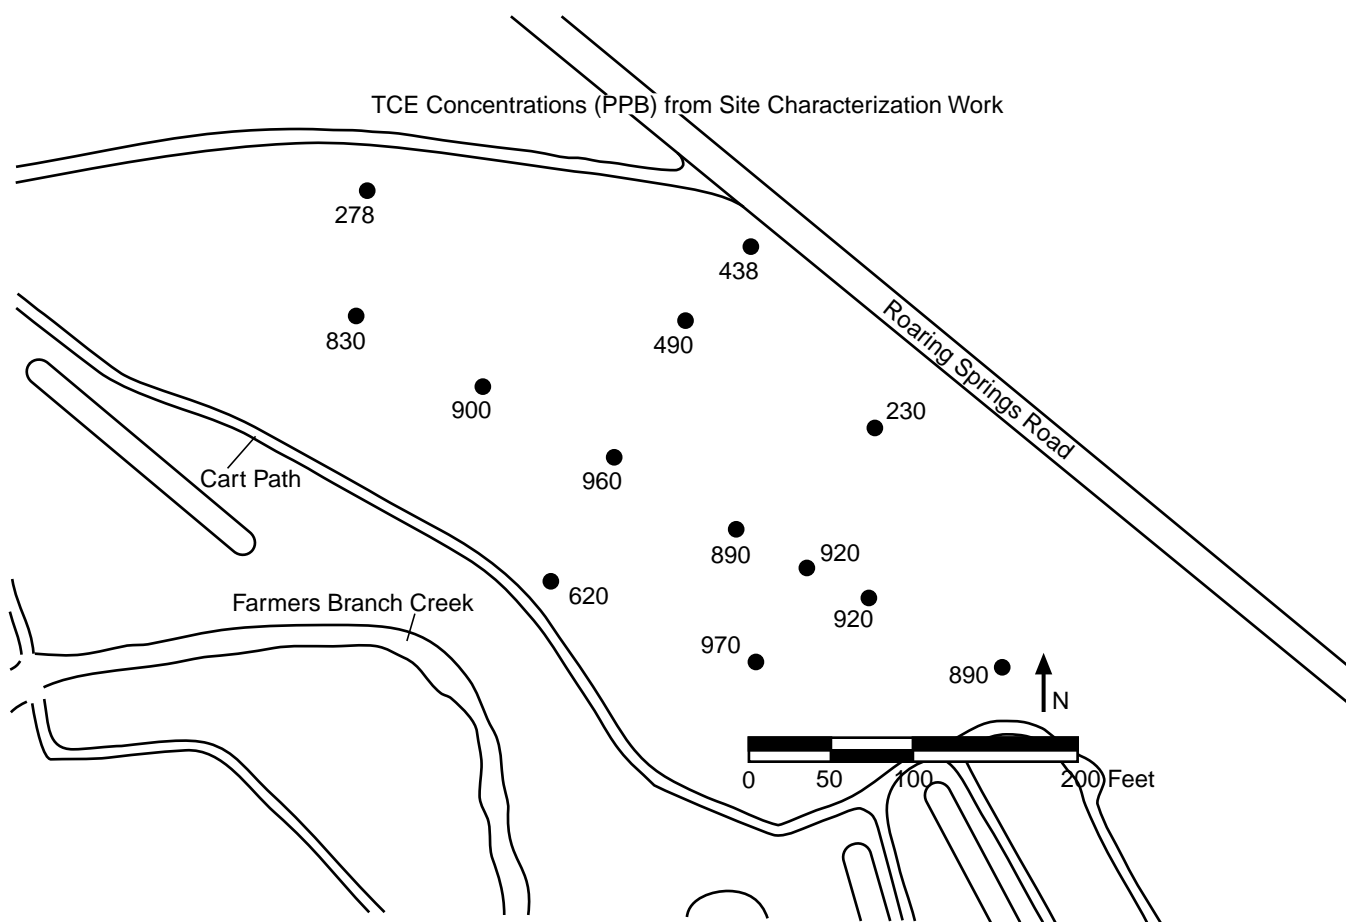 TCE Concentrations (PPB) from Site Characterization Work
278
438
830
490
Roaring Springs Road
900
230
Cart Path
960
890
920
Farmers Branch Creek
620
920
970
890
N
0 50 100 200 Feet